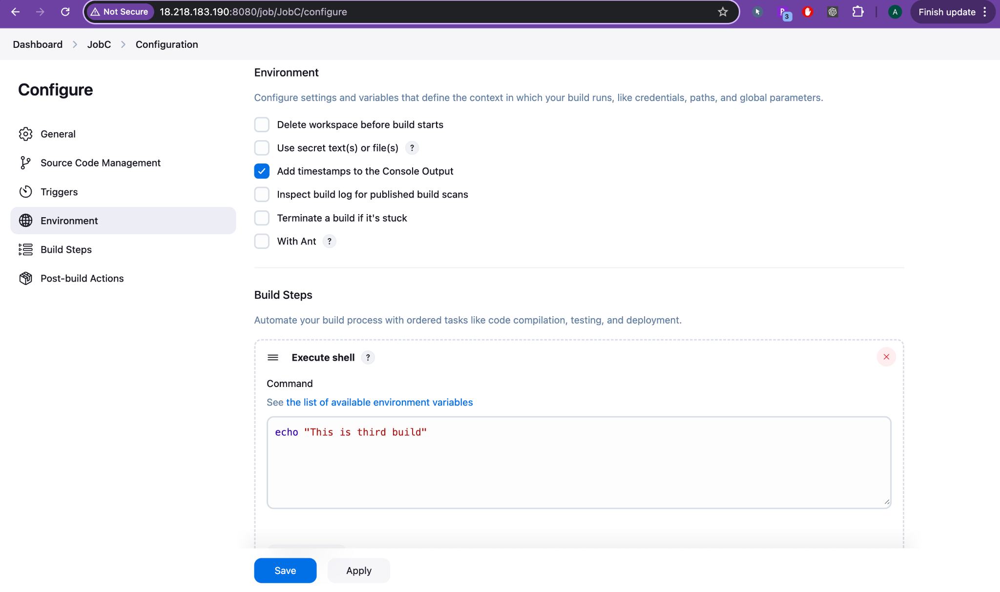 Not Secure 18.218.183.190:8080/job/JobC/configure 3 A Finish update
Dashboard JobC Configuration
Configure
General
Source Code Management
Triggers
Environment
Build Steps
Post-build Actions
Environment
Configure settings and variables that define the context in which your build runs, like credentials, paths, and global parameters.
Delete workspace before build starts
Use secret text(s) or file(s) ?
Add timestamps to the Console Output
Inspect build log for published build scans
Terminate a build if it's stuck
With Ant ?
Build Steps
Automate your build process with ordered tasks like code compilation, testing, and deployment.
Execute shell ?
Command
See the list of available environment variables
echo "This is third build"
Save Apply